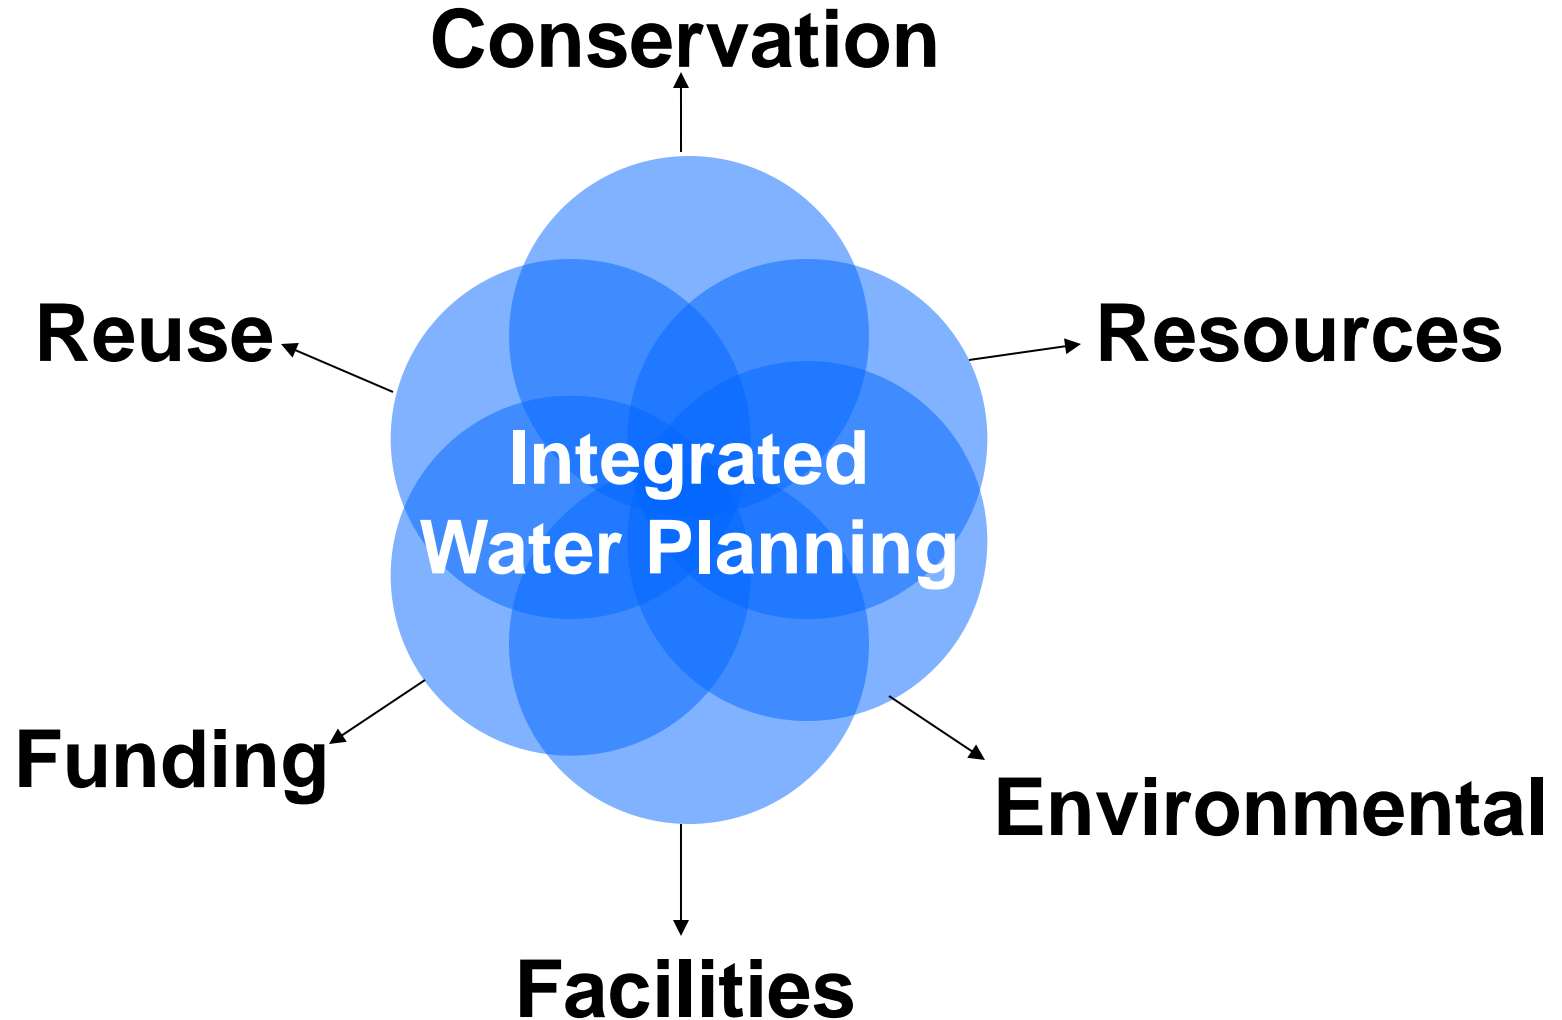 Conservation
Reuse
Resources
Integrated
Water Planning
Funding
Environmental
Facilities